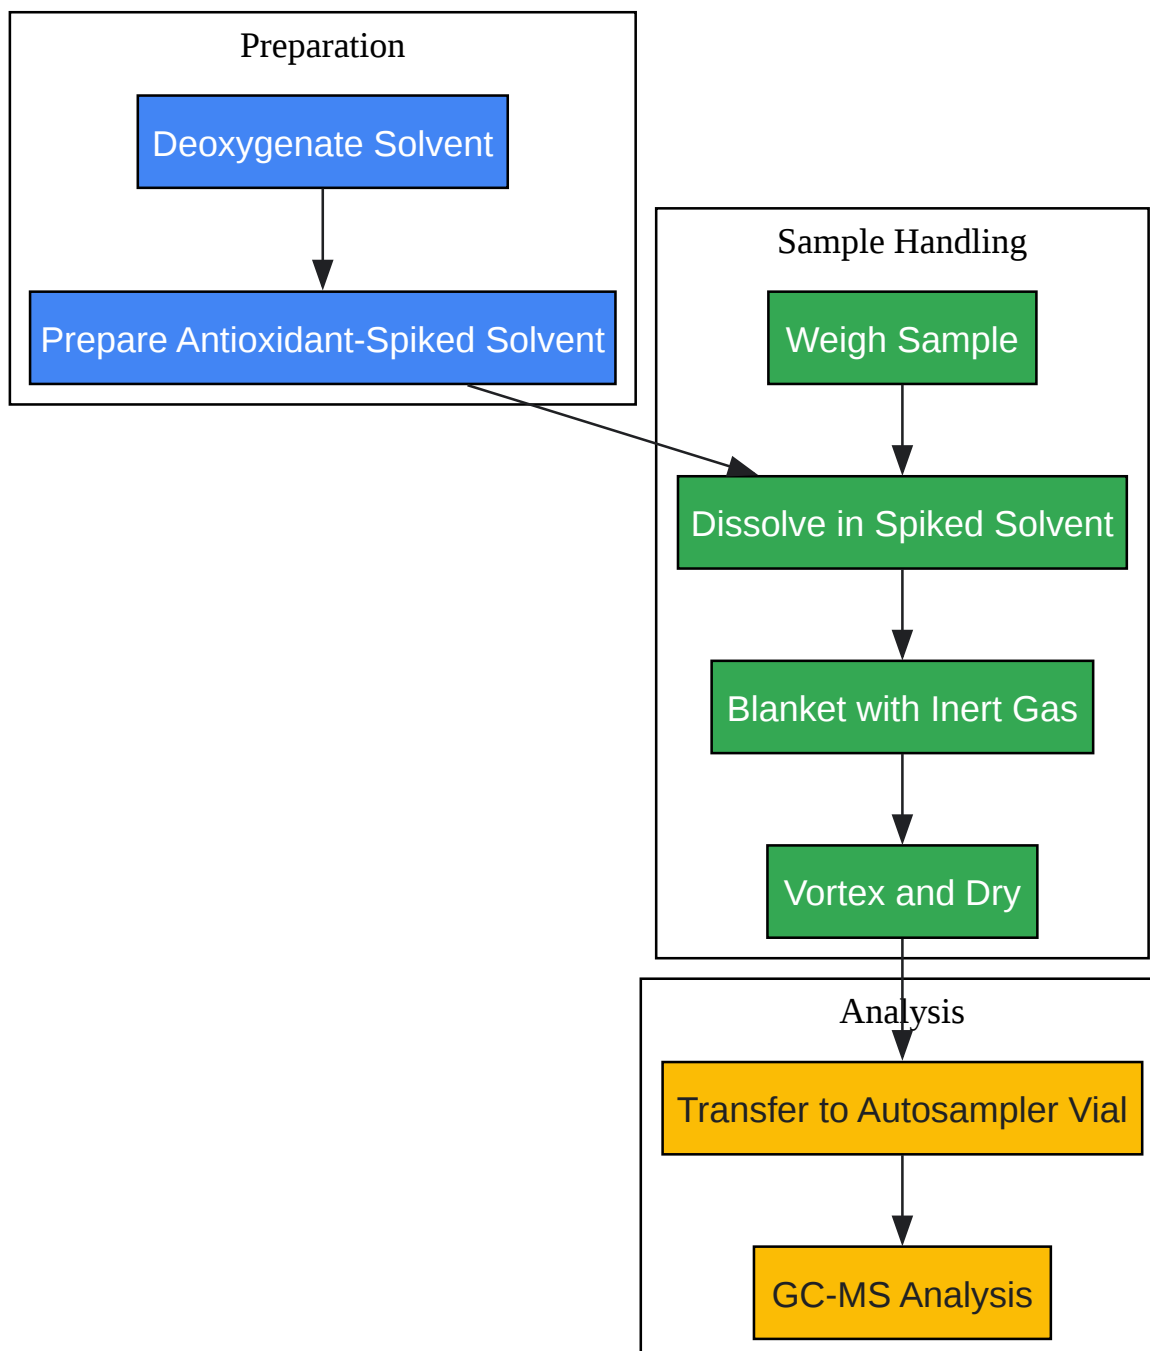 Preparation
Deoxygenate Solvent
Prepare Antioxidant-Spiked Solvent
Sample Handling
Weigh Sample
Dissolve in Spiked Solvent
Blanket with Inert Gas
Vortex and Dry
Analysis
Transfer to Autosampler Vial
GC-MS Analysis